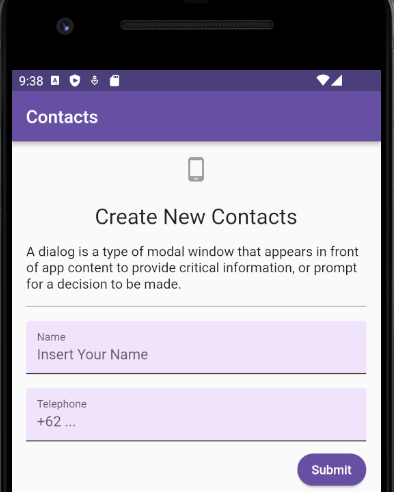 9:38
Contacts
Create New Contacts
A dialog is a type of modal window that appears in front
of app content to provide critical information, or prompt
for a decision to be made.
Name
Insert Your Name
Telephone
+62 ...
Submit